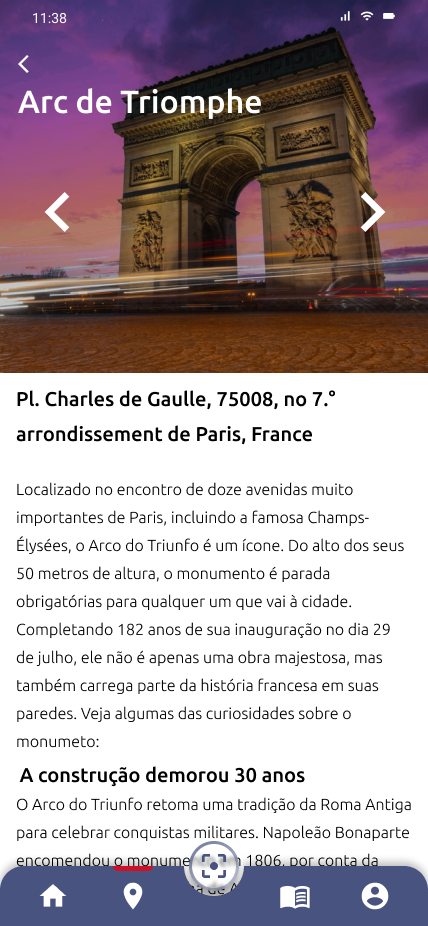 11:38
Arc de Triomphe
Pl. Charles de Gaulle, 75008, no 7.°
arrondissement de Paris, France
Localizado no encontro de doze avenidas muito
importantes de Paris, incluindo a famosa Champs-
Élysées, o Arco do Triunfo é um ícone. Do alto dos seus
50 metros de altura, o monumento é parada
obrigatórias para qualquer um que vai à cidade.
Completando 182 anos de sua inauguração no dia 29
de julho, ele não é apenas uma obra majestosa, mas
também carrega parte da história francesa em suas
paredes. Veja algumas das curiosidades sobre o
monumeto:
A construção demorou 30 anos
O Arco do Triunfo retoma uma tradição da Roma Antiga
para celebrar conquistas militares. Napoleão Bonaparte
encomendou o 1806, por conta da